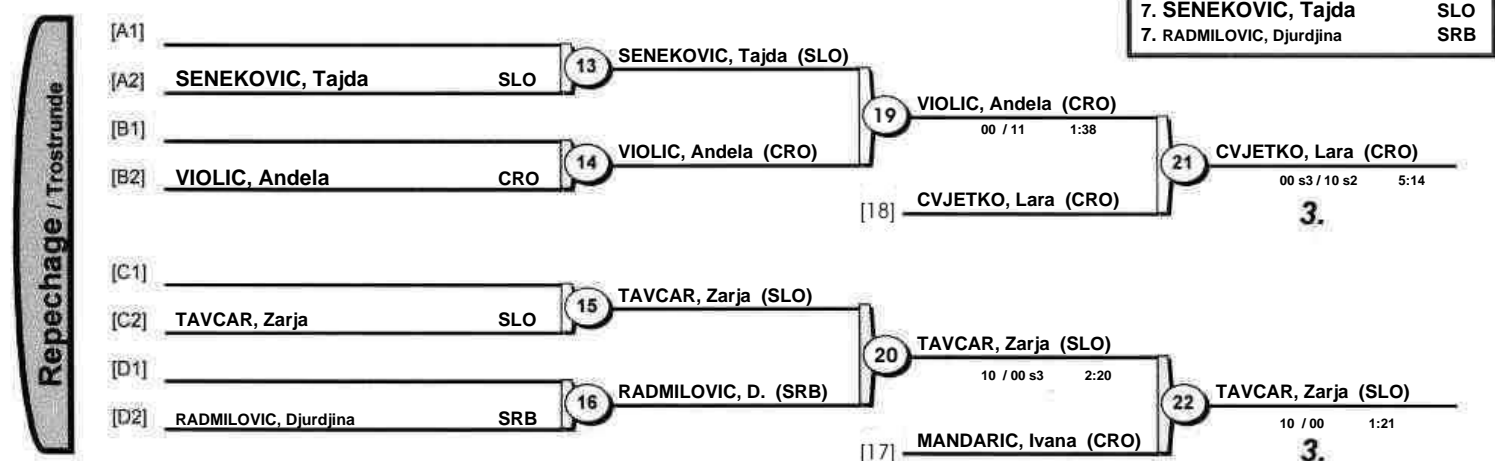 7. SENEKOVIC, Tajda SLO
7. RADMILOVIC, Djurdjina SRB
Repechage / Trostrunde
[A1]
[A2] SENEKOVIC, Tajda SLO
13 SENEKOVIC, Tajda (SLO)
[B1]
[B2] VIOLIC, Andela CRO
14 VIOLIC, Andela (CRO)
19 VIOLIC, Andela (CRO)
00 / 11 1:38
[18] CVJETKO, Lara (CRO)
21 CVJETKO, Lara (CRO)
00 s3 / 10 s2 5:14
3.
[C1]
[C2] TAVCAR, Zarja SLO
15 TAVCAR, Zarja (SLO)
[D1]
[D2] RADMILOVIC, Djurdjina SRB
16 RADMILOVIC, D. (SRB)
20 TAVCAR, Zarja (SLO)
10 / 00 s3 2:20
[17] MANDARIC, Ivana (CRO)
22 TAVCAR, Zarja (SLO)
10 / 00 1:21
3.